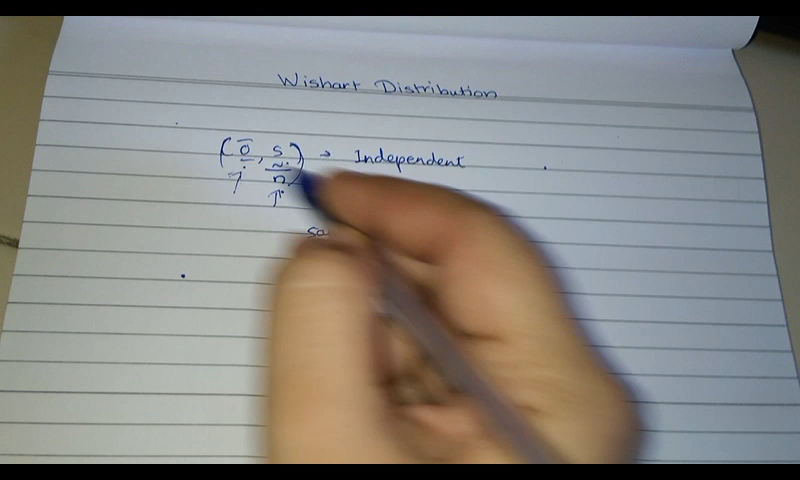 Wishart Distribution
(ō, s/n) → Independent